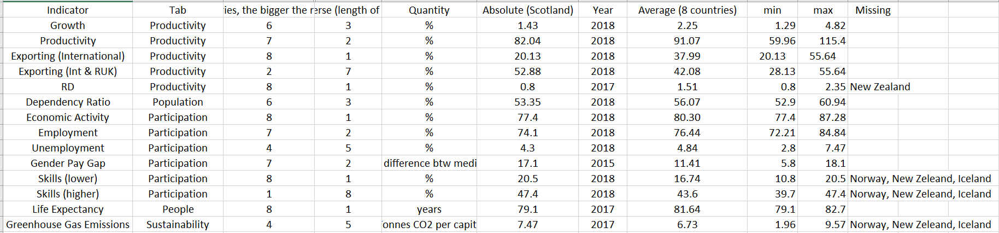 Indicator Tab ies, the bigger the r erse (length of Quantity Absolute (Scotland) Year Average (8 countries) min max Missing
Growth Productivity 6 3 % 1.43 2018 2.25 1.29 4.82
Productivity Productivity 7 2 % 82.04 2018 91.07 59.96 115.4
Exporting (International) Productivity 8 1 % 20.13 2018 37.99 20.13 55.64
Exporting (Int & RUK) Productivity 2 7 % 52.88 2018 42.08 28.13 55.64
RD Productivity 8 1 % 0.8 2017 1.51 0.8 2.35 New Zealand
Dependency Ratio Population 6 3 % 53.35 2018 56.07 52.9 60.94
Economic Activity Participation 8 1 % 77.4 2018 80.30 77.4 87.28
Employment Participation 7 2 % 74.1 2018 76.44 72.21 84.84
Unemployment Participation 4 5 % 4.3 2018 4.84 2.8 7.47
Gender Pay Gap Participation 7 2 difference btw medi 17.1 2015 11.41 5.8 18.1
Skills (lower) Participation 8 1 % 20.5 2018 16.74 10.8 20.5 Norway, New Zeleand, Iceland
Skills (higher) Participation 1 8 % 47.4 2018 43.6 39.7 47.4 Norway, New Zeleand, Iceland
Life Expectancy People 8 1 years 79.1 2017 81.64 79.1 82.7
Greenhouse Gas Emissions Sustainability 4 5 onnes CO2 per capit 7.47 2017 6.73 1.96 9.57 Norway, New Zeleand, Iceland